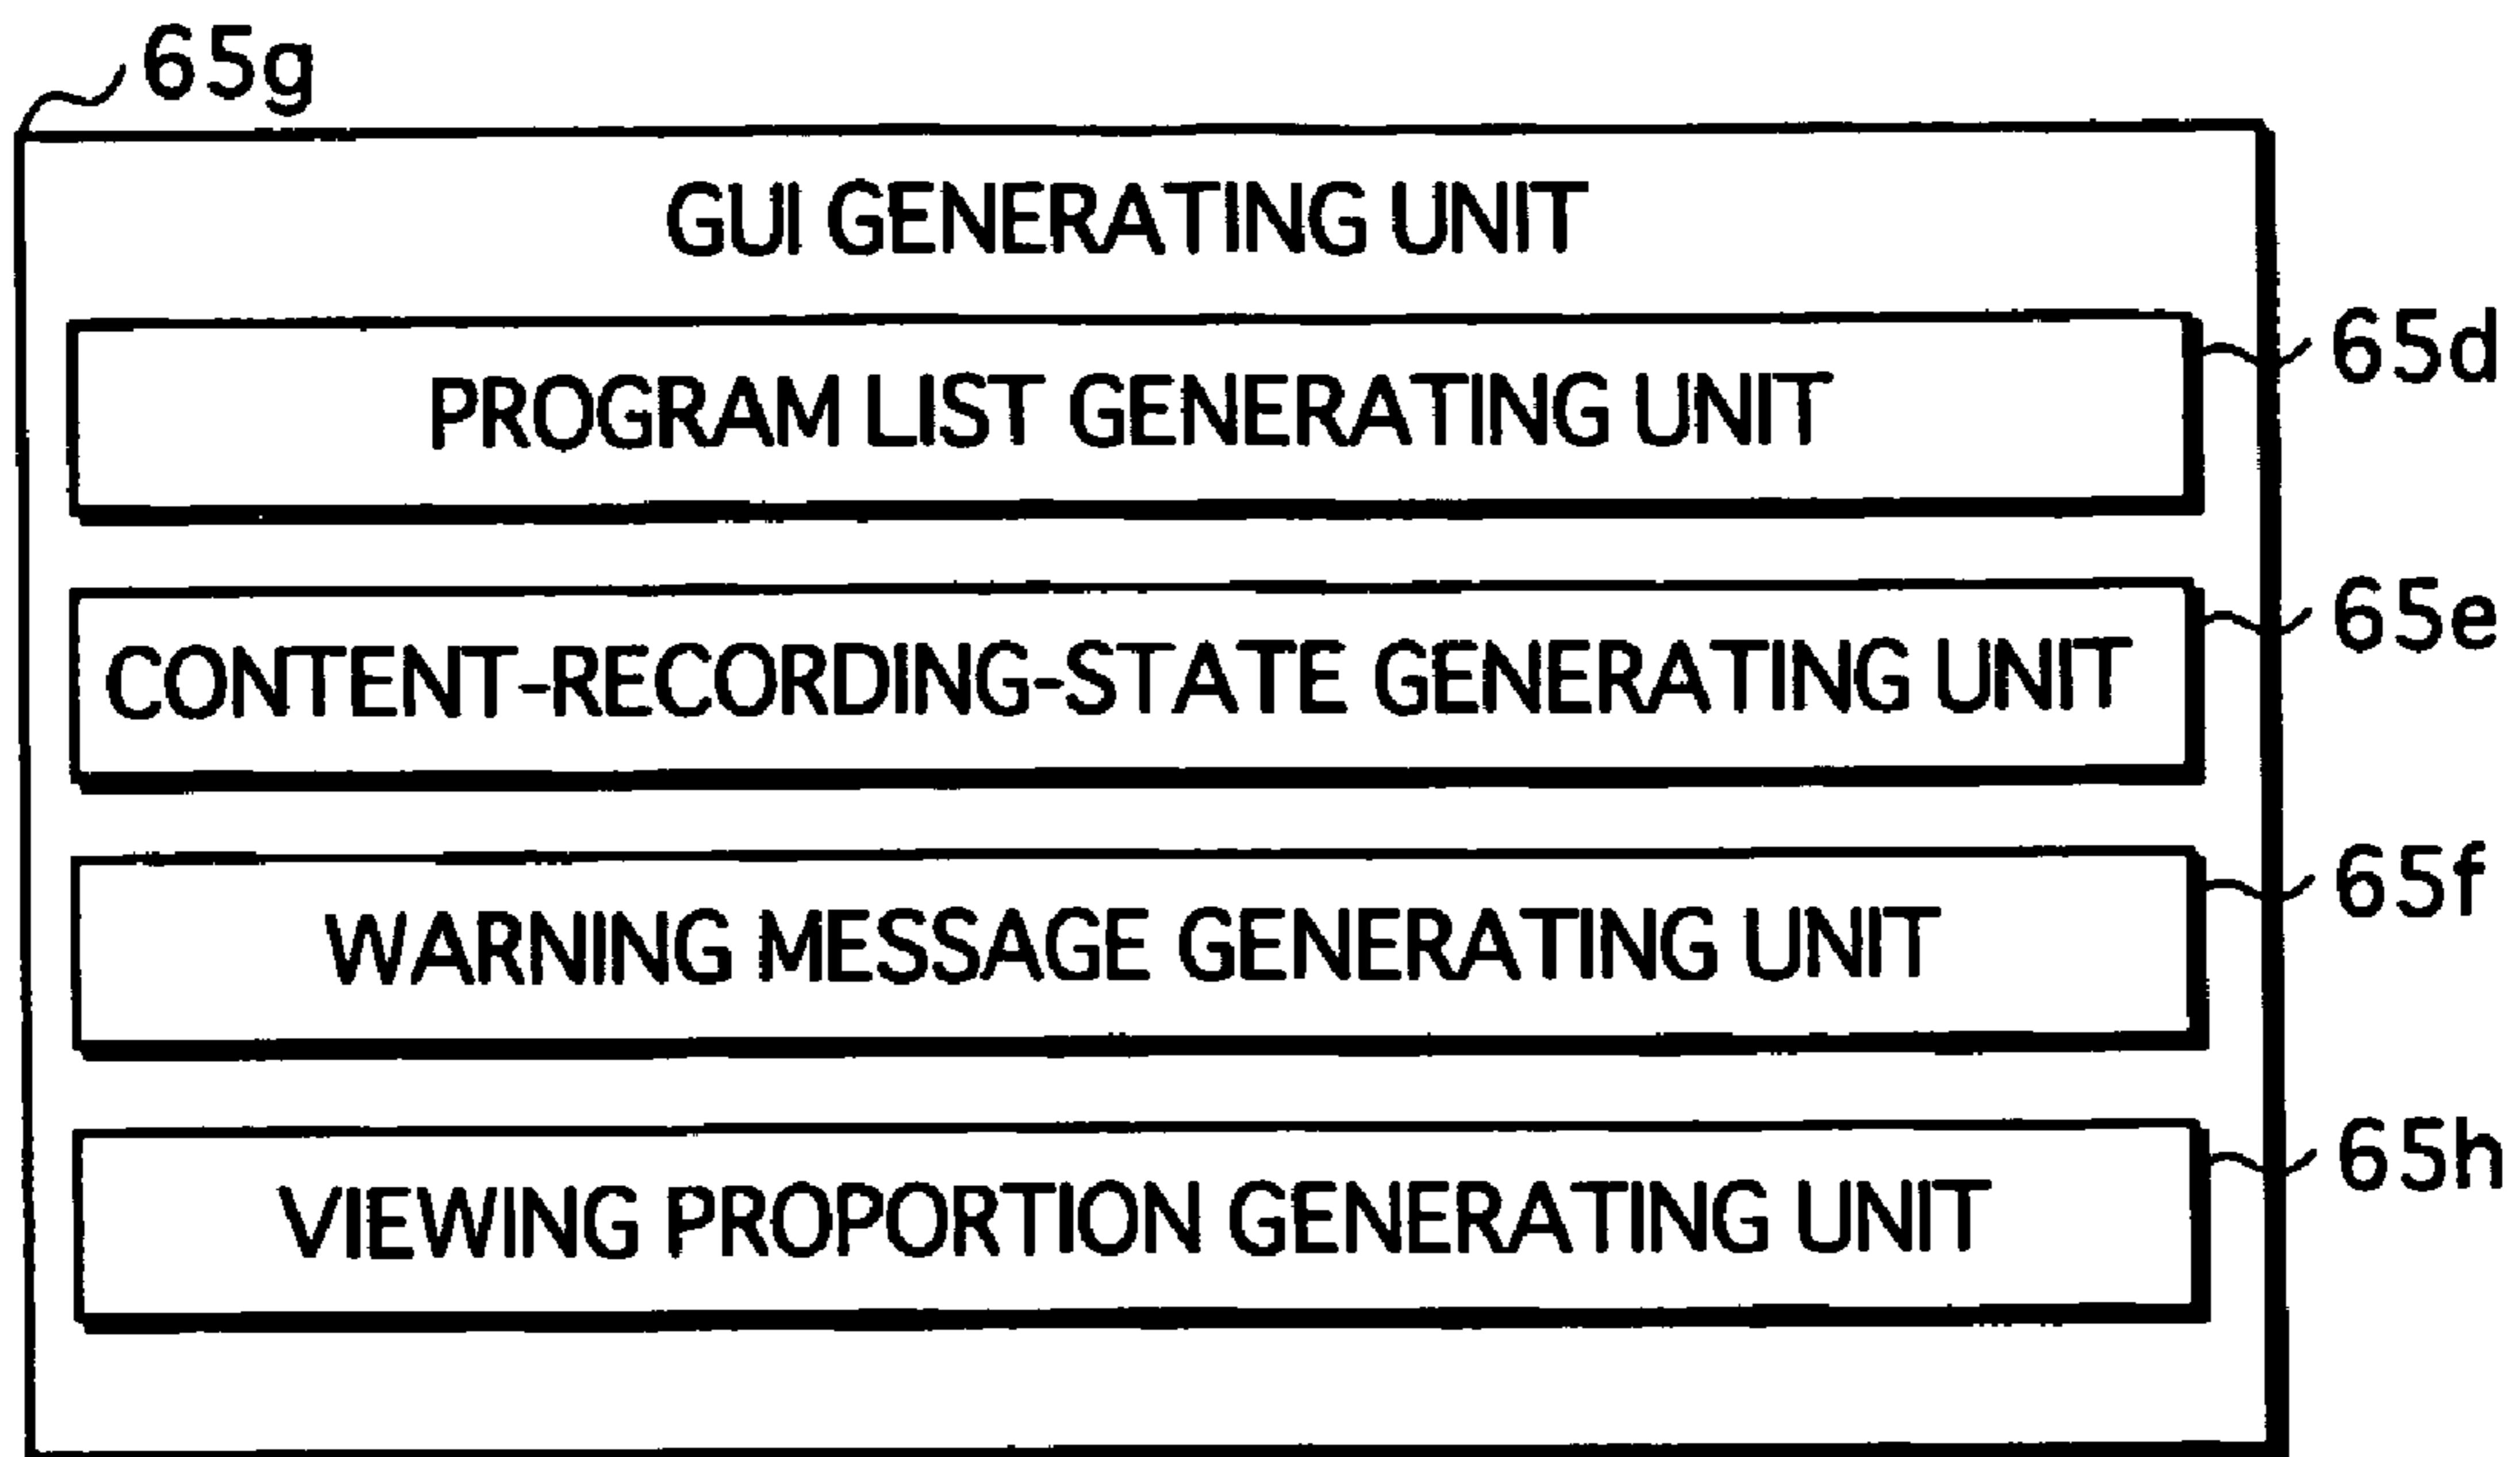 65g
GUI GENERATING UNIT
PROGRAM LIST GENERATING UNIT
65d
CONTENT-RECORDING-STATE GENERATING UNIT
65e
WARNING MESSAGE GENERATING UNIT
65f
VIEWING PROPORTION GENERATING UNIT
65h